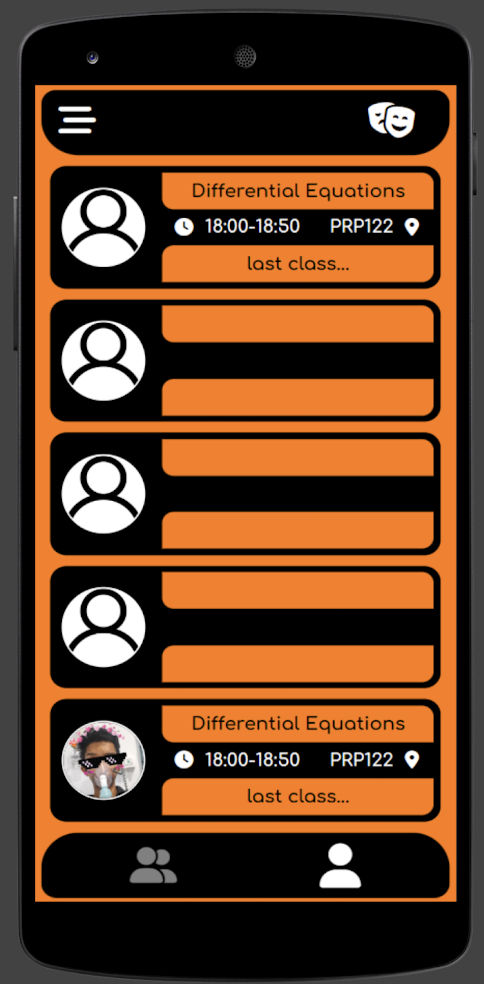 Differential Equations
18:00-18:50 PRP122
last class...
Differential Equations
18:00-18:50 PRP122
last class...